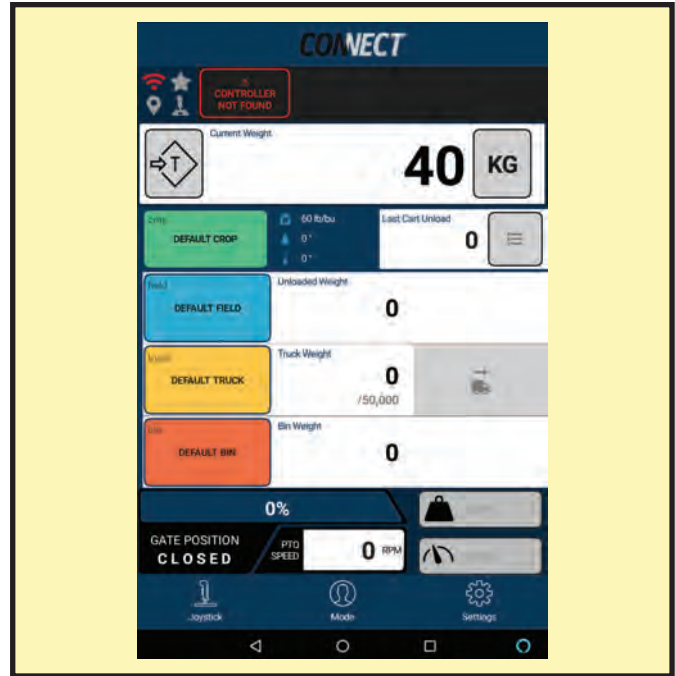 CONNECT
CONTROLLER
NOT FOUND
Current Weight
T
40
KG
DEFAULT CROP
60 lb/bu
0°
0°
Last Cart Unload
0
field
DEFAULT FIELD
Unloaded Weight
0
DEFAULT TRUCK
Truck Weight
0
/50,000
DEFAULT BIN
Bin Weight
0
0%
GATE POSITION
CLOSED
PTO
SPEED
0 RPM
Joystick
Mode
Settings